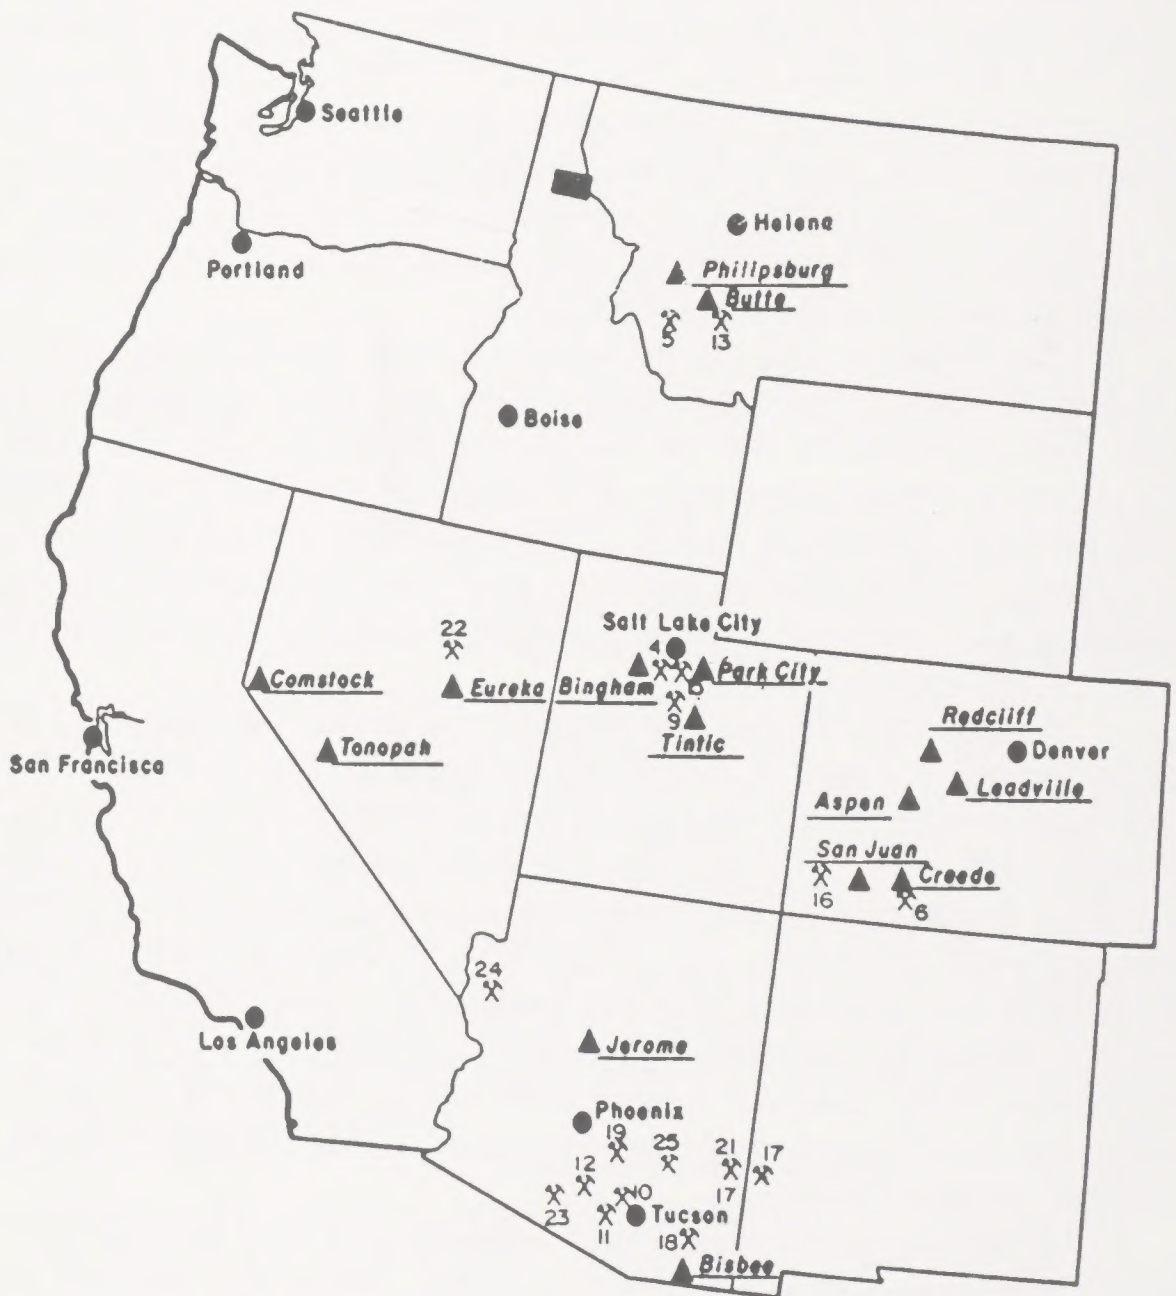 Seattle
Helena
Portland
Philipsburg
Butte
5 13
Boise
Salt Lake City
22
4
Comstock
Eureka Bingham
Park City
9
Tintic
Tonopah
Redcliff
San Francisca
Denver
Leadville
Aspen
San Juan
Creede
16
6
24
Los Angeles
Jerome
Phoenix
19
25
21
17
12
10
17
23
11
Tucson
18
Bisbee